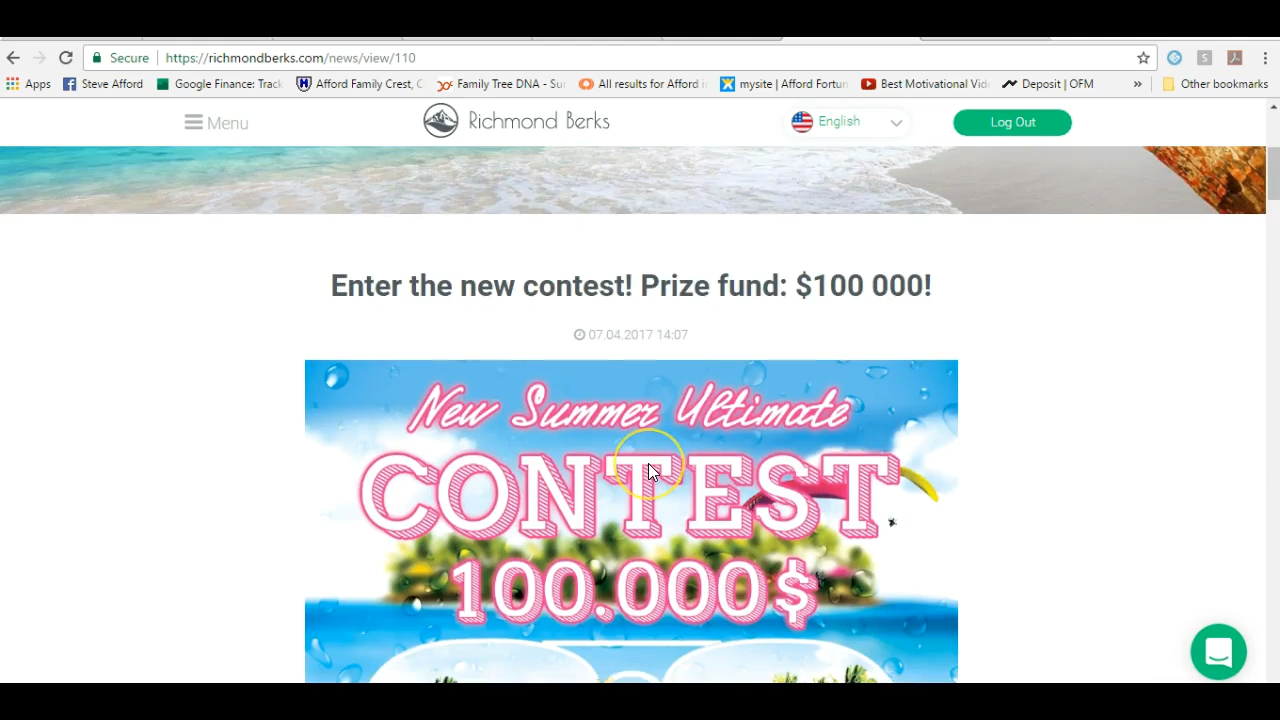 Secure https://richmondberks.com/news/view/110
Apps Steve Afford Google Finance: Track Afford Family Crest, C Family Tree DNA - Su All results for Afford i mysite | Afford Fortun Best Motivational Vid Deposit | OFM » Other bookmarks
Menu Richmond Berks English Log Out
Enter the new contest! Prize fund: $100 000!
07.04.2017 14:07
New Summer Ultimate
CONTEST
100.000$